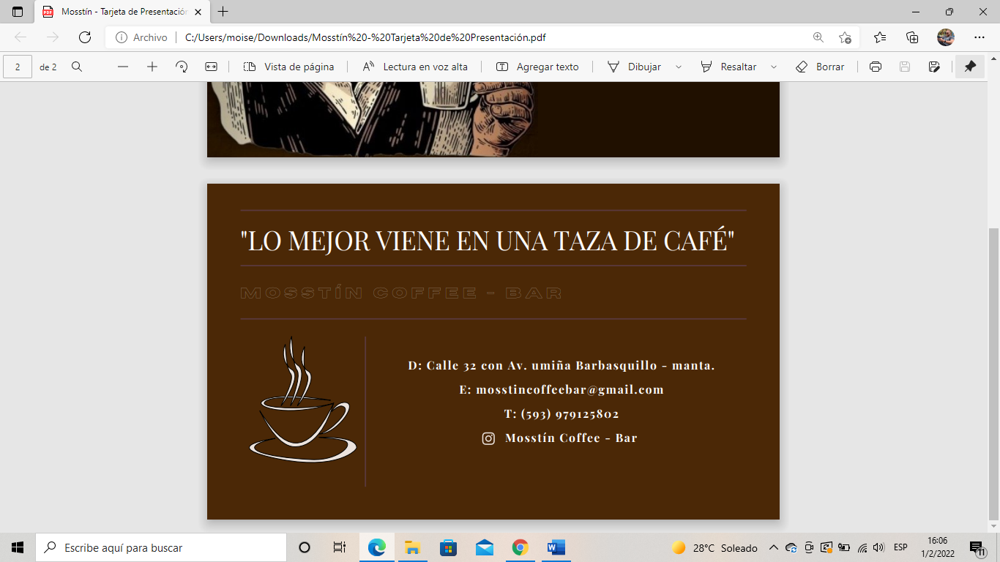 Mosstín - Tarjeta de Presentación
Archivo
C:/Users/moise/Downloads/Mosstín%20-%20Tarjeta%20de%20Presentación.pdf
2 de 2
Vista de página
Lectura en voz alta
Agregar texto
Dibujar
Resaltar
Borrar
"LO MEJOR VIENE EN UNA TAZA DE CAFÉ"
MOSSTÍN COFFEE - BAR
D: Calle 32 con Av. umiña Barbasquillo - manta.
E: mosstincoffeebar@gmail.com
T: (593) 979125802
Mosstín Coffee - Bar
Escribe aquí para buscar
28°C Soleado
ESP
16:06
1/2/2022
11